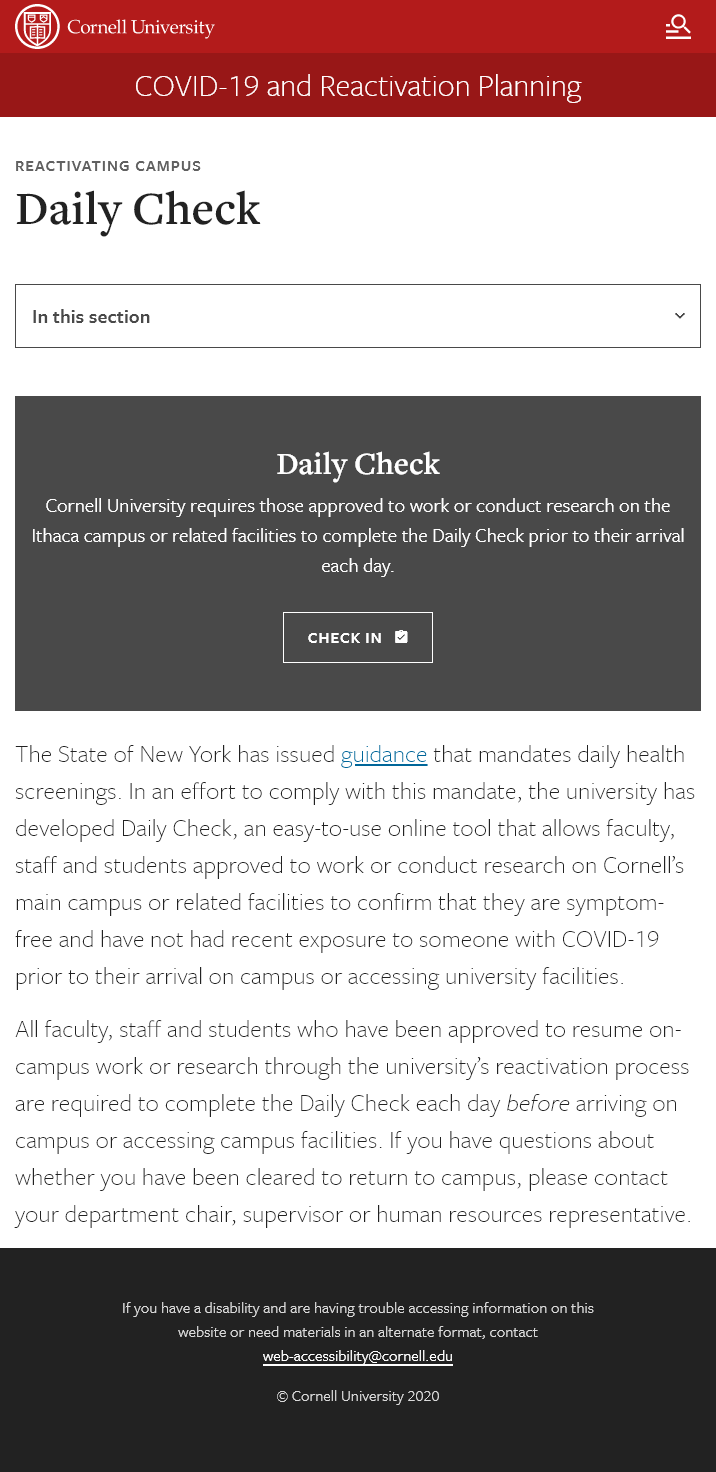 Cornell University
COVID-19 and Reactivation Planning
REACTIVATING CAMPUS
Daily Check
In this section
Daily Check
Cornell University requires those approved to work or conduct research on the
Ithaca campus or related facilities to complete the Daily Check prior to their arrival
each day.
CHECK IN
The State of New York has issued guidance that mandates daily health
screenings. In an effort to comply with this mandate, the university has
developed Daily Check, an easy-to-use online tool that allows faculty,
staff and students approved to work or conduct research on Cornell’s
main campus or related facilities to confirm that they are symptom-
free and have not had recent exposure to someone with COVID-19
prior to their arrival on campus or accessing university facilities.
All faculty, staff and students who have been approved to resume on-
campus work or research through the university’s reactivation process
are required to complete the Daily Check each day before arriving on
campus or accessing campus facilities. If you have questions about
whether you have been cleared to return to campus, please contact
your department chair, supervisor or human resources representative.
If you have a disability and are having trouble accessing information on this
website or need materials in an alternate format, contact
web-accessibility@cornell.edu
© Cornell University 2020